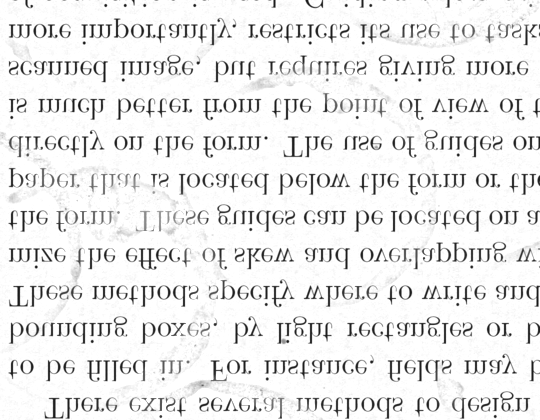 There exist several methods to design
to be filled in. For instance, fields may b
bounding boxes, by light rectangles or b
These methods specify where to write and
mize the effect of skew and overlapping wi
the form. These guides can be located on a
paper that is located below the form or the
directly on the form. The use of guides on
is much better from the point of view of t
scanned image, but requires giving more
more importantly, restricts its use to tasks